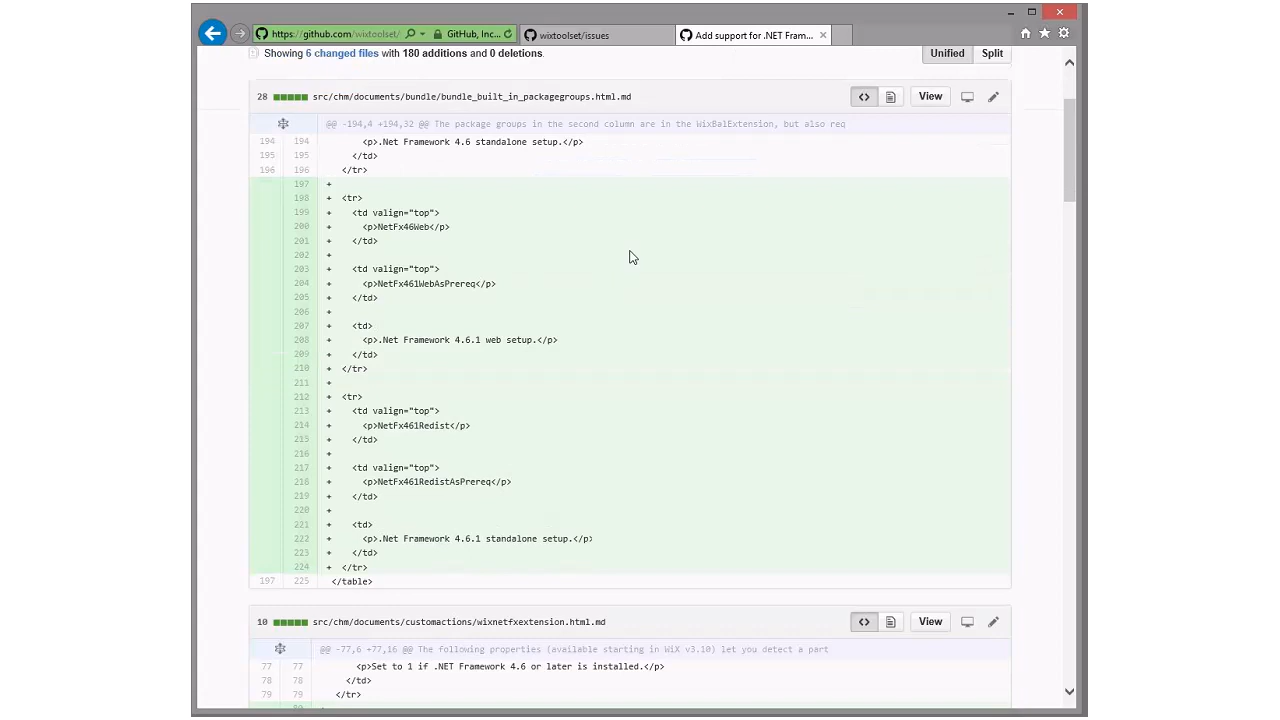 https://github.com/wixtoolset/ GitHub, Inc... wixtoolset/issues Add support for .NET Fram...
Showing 6 changed files with 180 additions and 0 deletions. Unified Split
28 src/chm/documents/bundle/bundle_built_in_packagegroups.html.md View
@@ -194,4 +194,32 @@ The package groups in the second column are in the WixBalExtension, but also req
194 194 <p>.Net Framework 4.6 standalone setup.</p>
195 195 </td>
196 196 </tr>
197 +
198 + <tr>
199 + <td valign="top">
200 + <p>NetFx46Web</p>
201 + </td>
202 +
203 + <td valign="top">
204 + <p>NetFx461WebAsPrereq</p>
205 + </td>
206 +
207 + <td>
208 + <p>.Net Framework 4.6.1 web setup.</p>
209 + </td>
210 + </tr>
211 +
212 + <tr>
213 + <td valign="top">
214 + <p>NetFx461Redist</p>
215 + </td>
216 +
217 + <td valign="top">
218 + <p>NetFx461RedistAsPrereq</p>
219 + </td>
220 +
221 + <td>
222 + <p>.Net Framework 4.6.1 standalone setup.</p>
223 + </td>
224 + </tr>
197 225 </table>
10 src/chm/documents/customactions/wixnetfxextension.html.md View
@@ -77,6 +77,16 @@ The following properties (available starting in WiX v3.10) let you detect a part
77 77 <p>Set to 1 if .NET Framework 4.6 or later is installed.</p>
78 78 </td>
79 79 </tr>
80 +